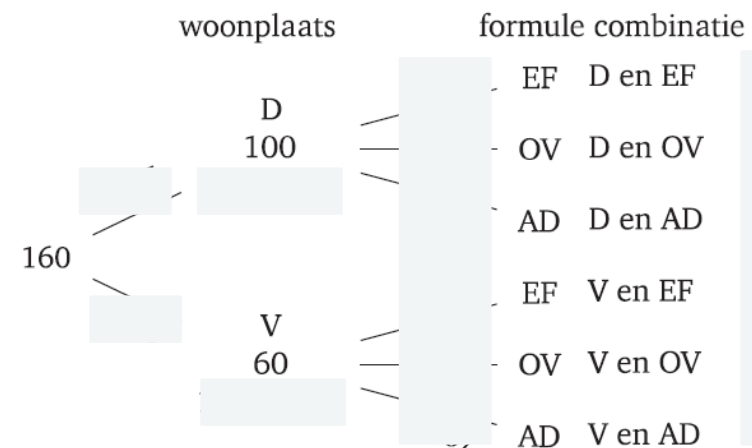 woonplaats formule combinatie
EF D en EF
D
100
OV D en OV
AD D en AD
160
EF V en EF
V
60
OV V en OV
AD V en AD